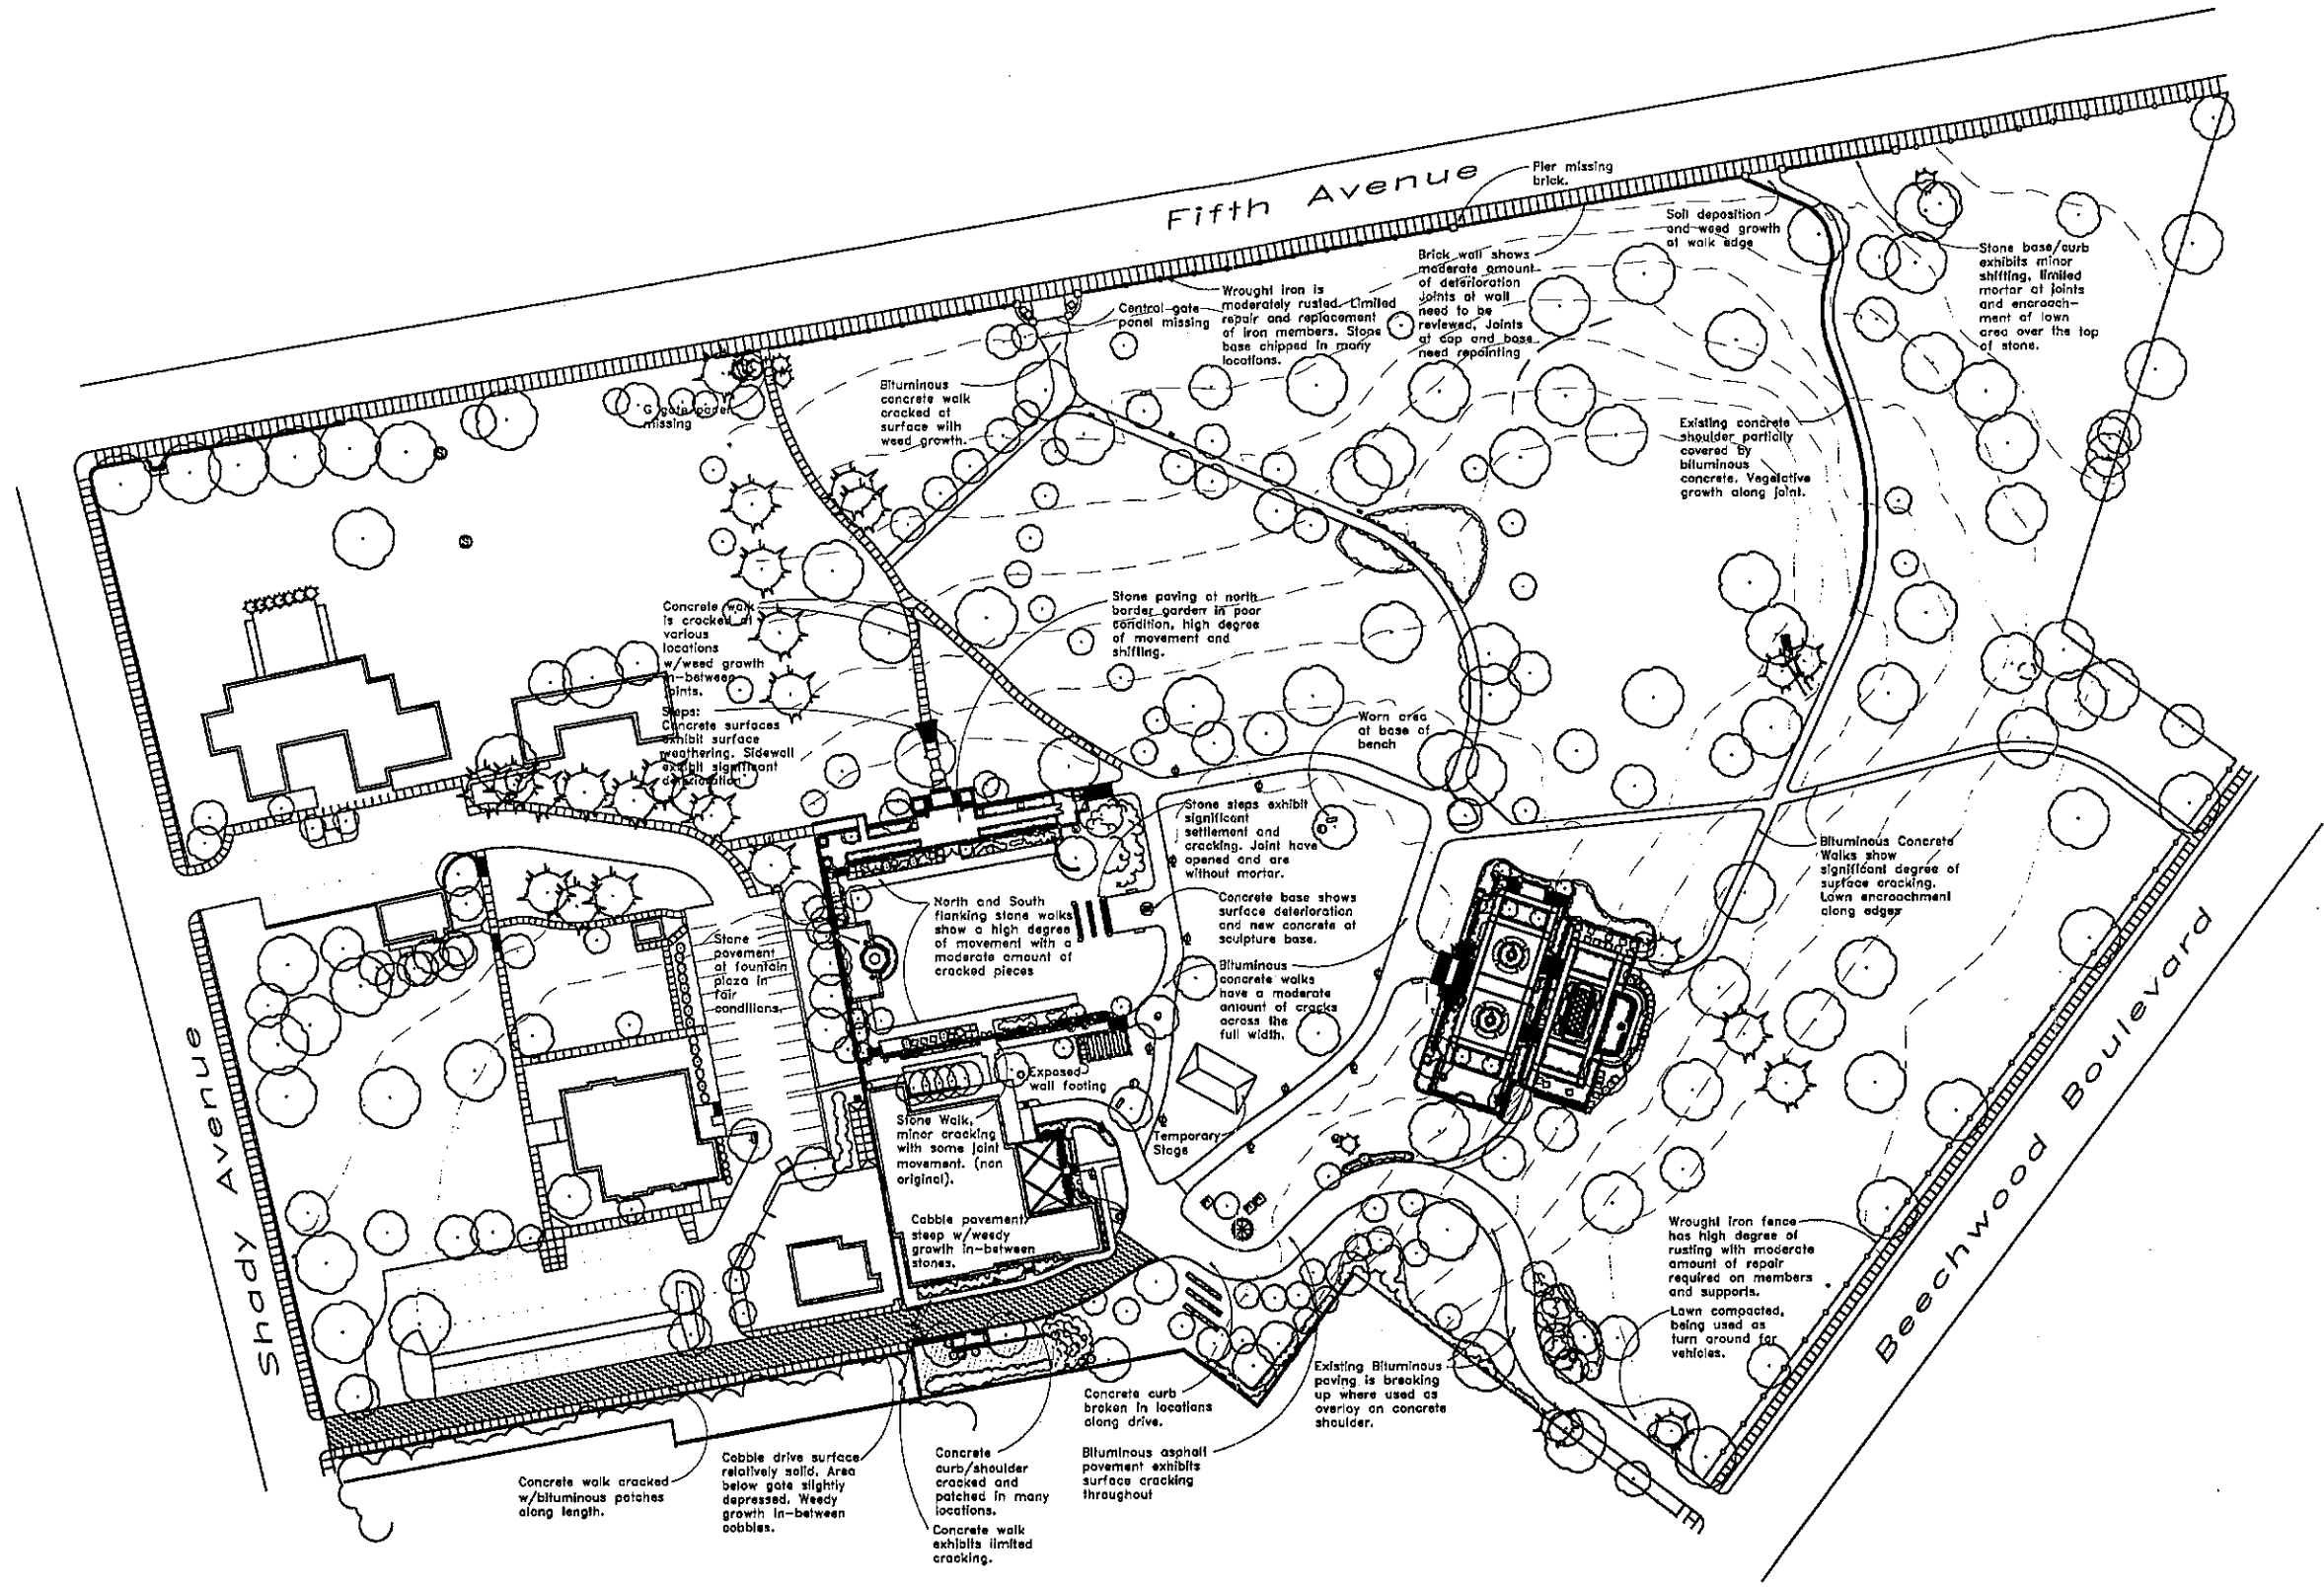 Fifth Avenue
Pier missing
brick.
Soil deposition
and weed growth
at walk edge
Stone base/curb
exhibits minor
shifting, limited
mortar at joints
and encroach-
ment of lawn
area over the top
of stone.
Brick wall shows
moderate amount
of deterioration
Joints at wall
need to be
reviewed, Joints
at cap and base
need repointing
Wrought iron is
moderately rusted. Limited
repair and replacement
of iron members. Stone
base chipped in many
locations.
Central gate
panel missing
Bituminous
concrete walk
cracked at
surface with
weed growth.
gate
missing
Existing concrete
shoulder partially
covered by
bituminous
concrete. Vegetative
growth along joint.
Concrete walk
is cracked at
various
locations
w/weed growth
in-between
joints.
Steps:
Concrete surfaces
exhibit surface
weathering. Sidewall
exhibit significant
deterioration
Stone paving at north
border garden in poor
condition, high degree
of movement and
shifting.
Worn area
at base of
bench
Stone steps exhibit
significant
settlement and
cracking. Joint have
opened and are
without mortar.
Bituminous Concrete
Walks show
significant degree of
surface cracking.
Lawn encroachment
along edges
North and South
flanking stone walks
show a high degree
of movement with a
moderate amount of
cracked pieces
Concrete base shows
surface deterioration
and new concrete at
sculpture base.
Stone
pavement
at fountain
plaza in
fair
conditions.
Bituminous
concrete walks
have a moderate
amount of cracks
across the
full width.
Exposed
wall footing
Stone Walk,
minor cracking
with some joint
movement. (non
original).
Temporary
Stage
Cobble pavement
steep w/weedy
growth in-between
stones.
Wrought iron fence
has high degree of
rusting with moderate
amount of repair
required on members
and supports.
Lawn compacted,
being used as
turn around for
vehicles.
Shady Avenue
Beechwood Boulevard
Existing Bituminous
paving is breaking
up where used as
overlay on concrete
shoulder.
Concrete curb
broken in locations
along drive.
Bituminous asphalt
pavement exhibits
surface cracking
throughout
Concrete
curb/shoulder
cracked and
patched in many
locations.
Concrete walk
exhibits limited
cracking.
Cobble drive surface
relatively solid. Area
below gate slightly
depressed. Weedy
growth in-between
cobbles.
Concrete walk cracked
w/bituminous patches
along length.